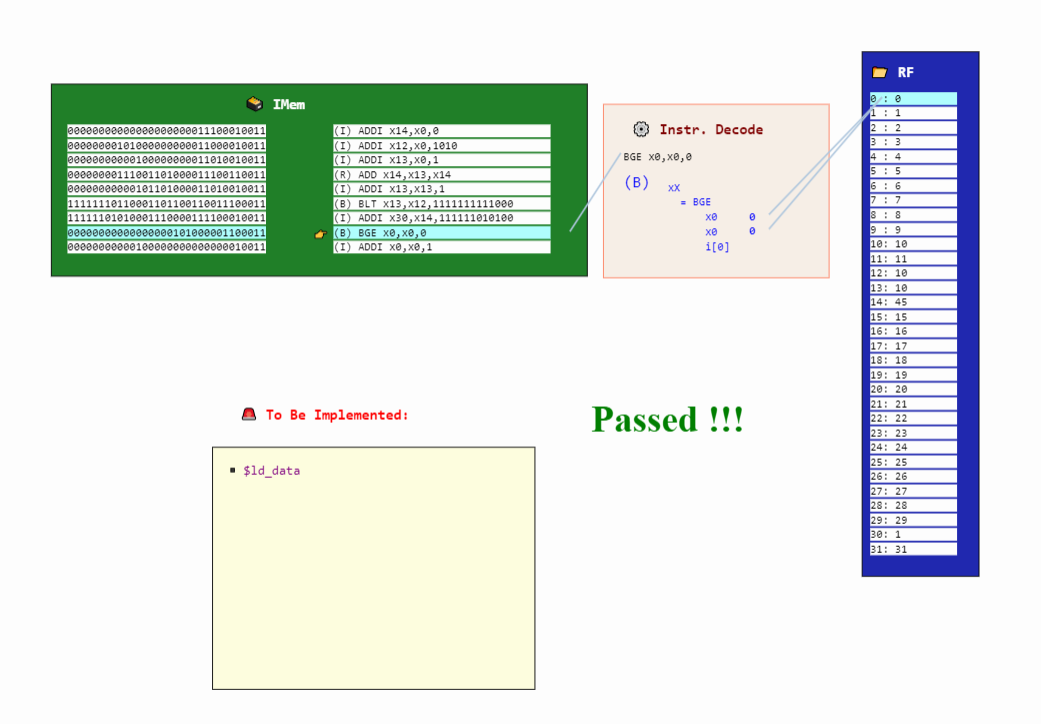 IMem
00000000000000000000011100010011 (I) ADDI x14,x0,0
00000000101000000000011000010011 (I) ADDI x12,x0,1010
00000000000100000000011010010011 (I) ADDI x13,x0,1
00000000111001101000011100110011 (R) ADD x14,x13,x14
00000000000101101000011010010011 (I) ADDI x13,x13,1
11111110110001101100110011100011 (B) BLT x13,x12,1111111111000
11111101010001110000111100010011 (I) ADDI x30,x14,111111010100
00000000000000000101000001100011 (B) BGE x0,x0,0
00000000000100000000000000010011 (I) ADDI x0,x0,1
Instr. Decode
BGE x0,x0,0
(B) xX
= BGE
x0 0
x0 0
i[0]
RF
0 : 0
1 : 1
2 : 2
3 : 3
4 : 4
5 : 5
6 : 6
7 : 7
8 : 8
9 : 9
10: 10
11: 11
12: 10
13: 10
14: 45
15: 15
16: 16
17: 17
18: 18
19: 19
20: 20
21: 21
22: 22
23: 23
24: 24
25: 25
26: 26
27: 27
28: 28
29: 29
30: 1
31: 31
To Be Implemented:
$ld_data
Passed !!!